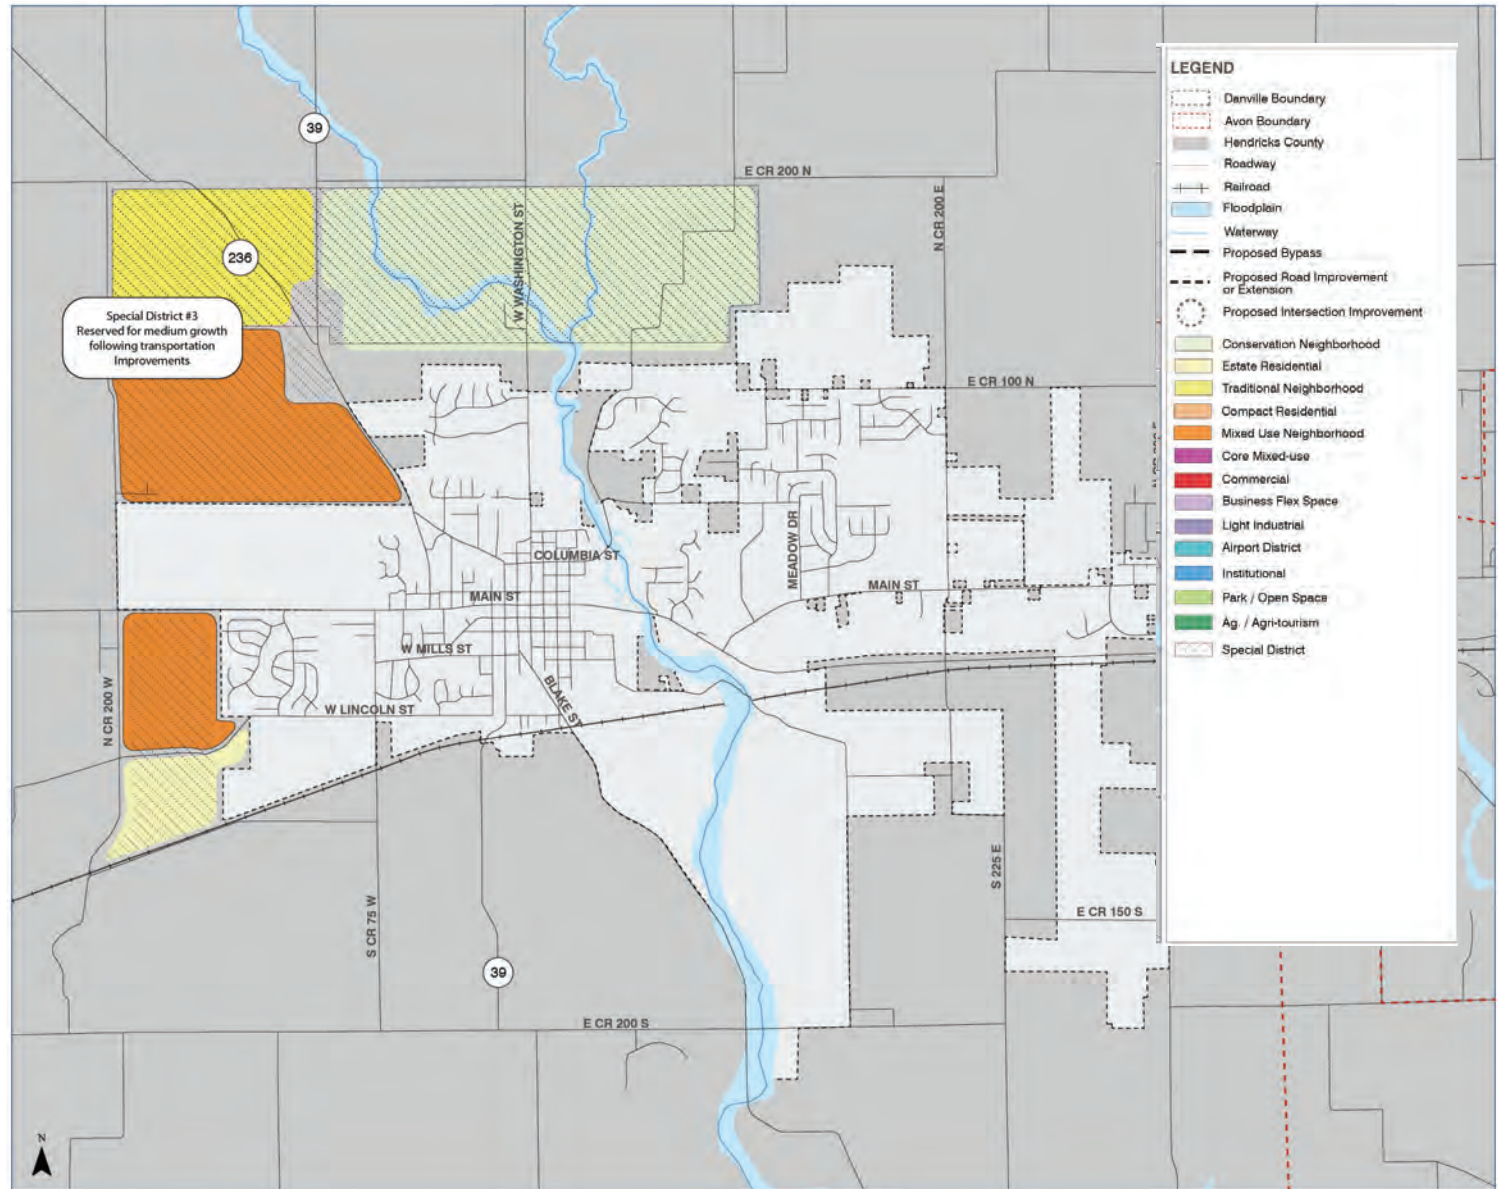 39
E CR 200 N
N CR 200 E
W WASHINGTON ST
236
Special District #3
Reserved for medium growth
following transportation
Improvements
E CR 100 N
MEADOW DR
COLUMBIA ST
MAIN ST
MAIN ST
W MILLS ST
BLAKE ST
W LINCOLN ST
N CR 200 W
S CR 75 W
S 225 E
E CR 150 S
39
E CR 200 S
N
LEGEND
Danville Boundary
Avon Boundary
Hendricks County
Roadway
Railroad
Floodplain
Waterway
Proposed Bypass
Proposed Road Improvement
or Extension
Proposed Intersection Improvement
Conservation Neighborhood
Estate Residential
Traditional Neighborhood
Compact Residential
Mixed Use Neighborhood
Core Mixed-use
Commercial
Business Flex Space
Light Industrial
Airport District
Institutional
Park / Open Space
Ag. / Agri-tourism
Special District